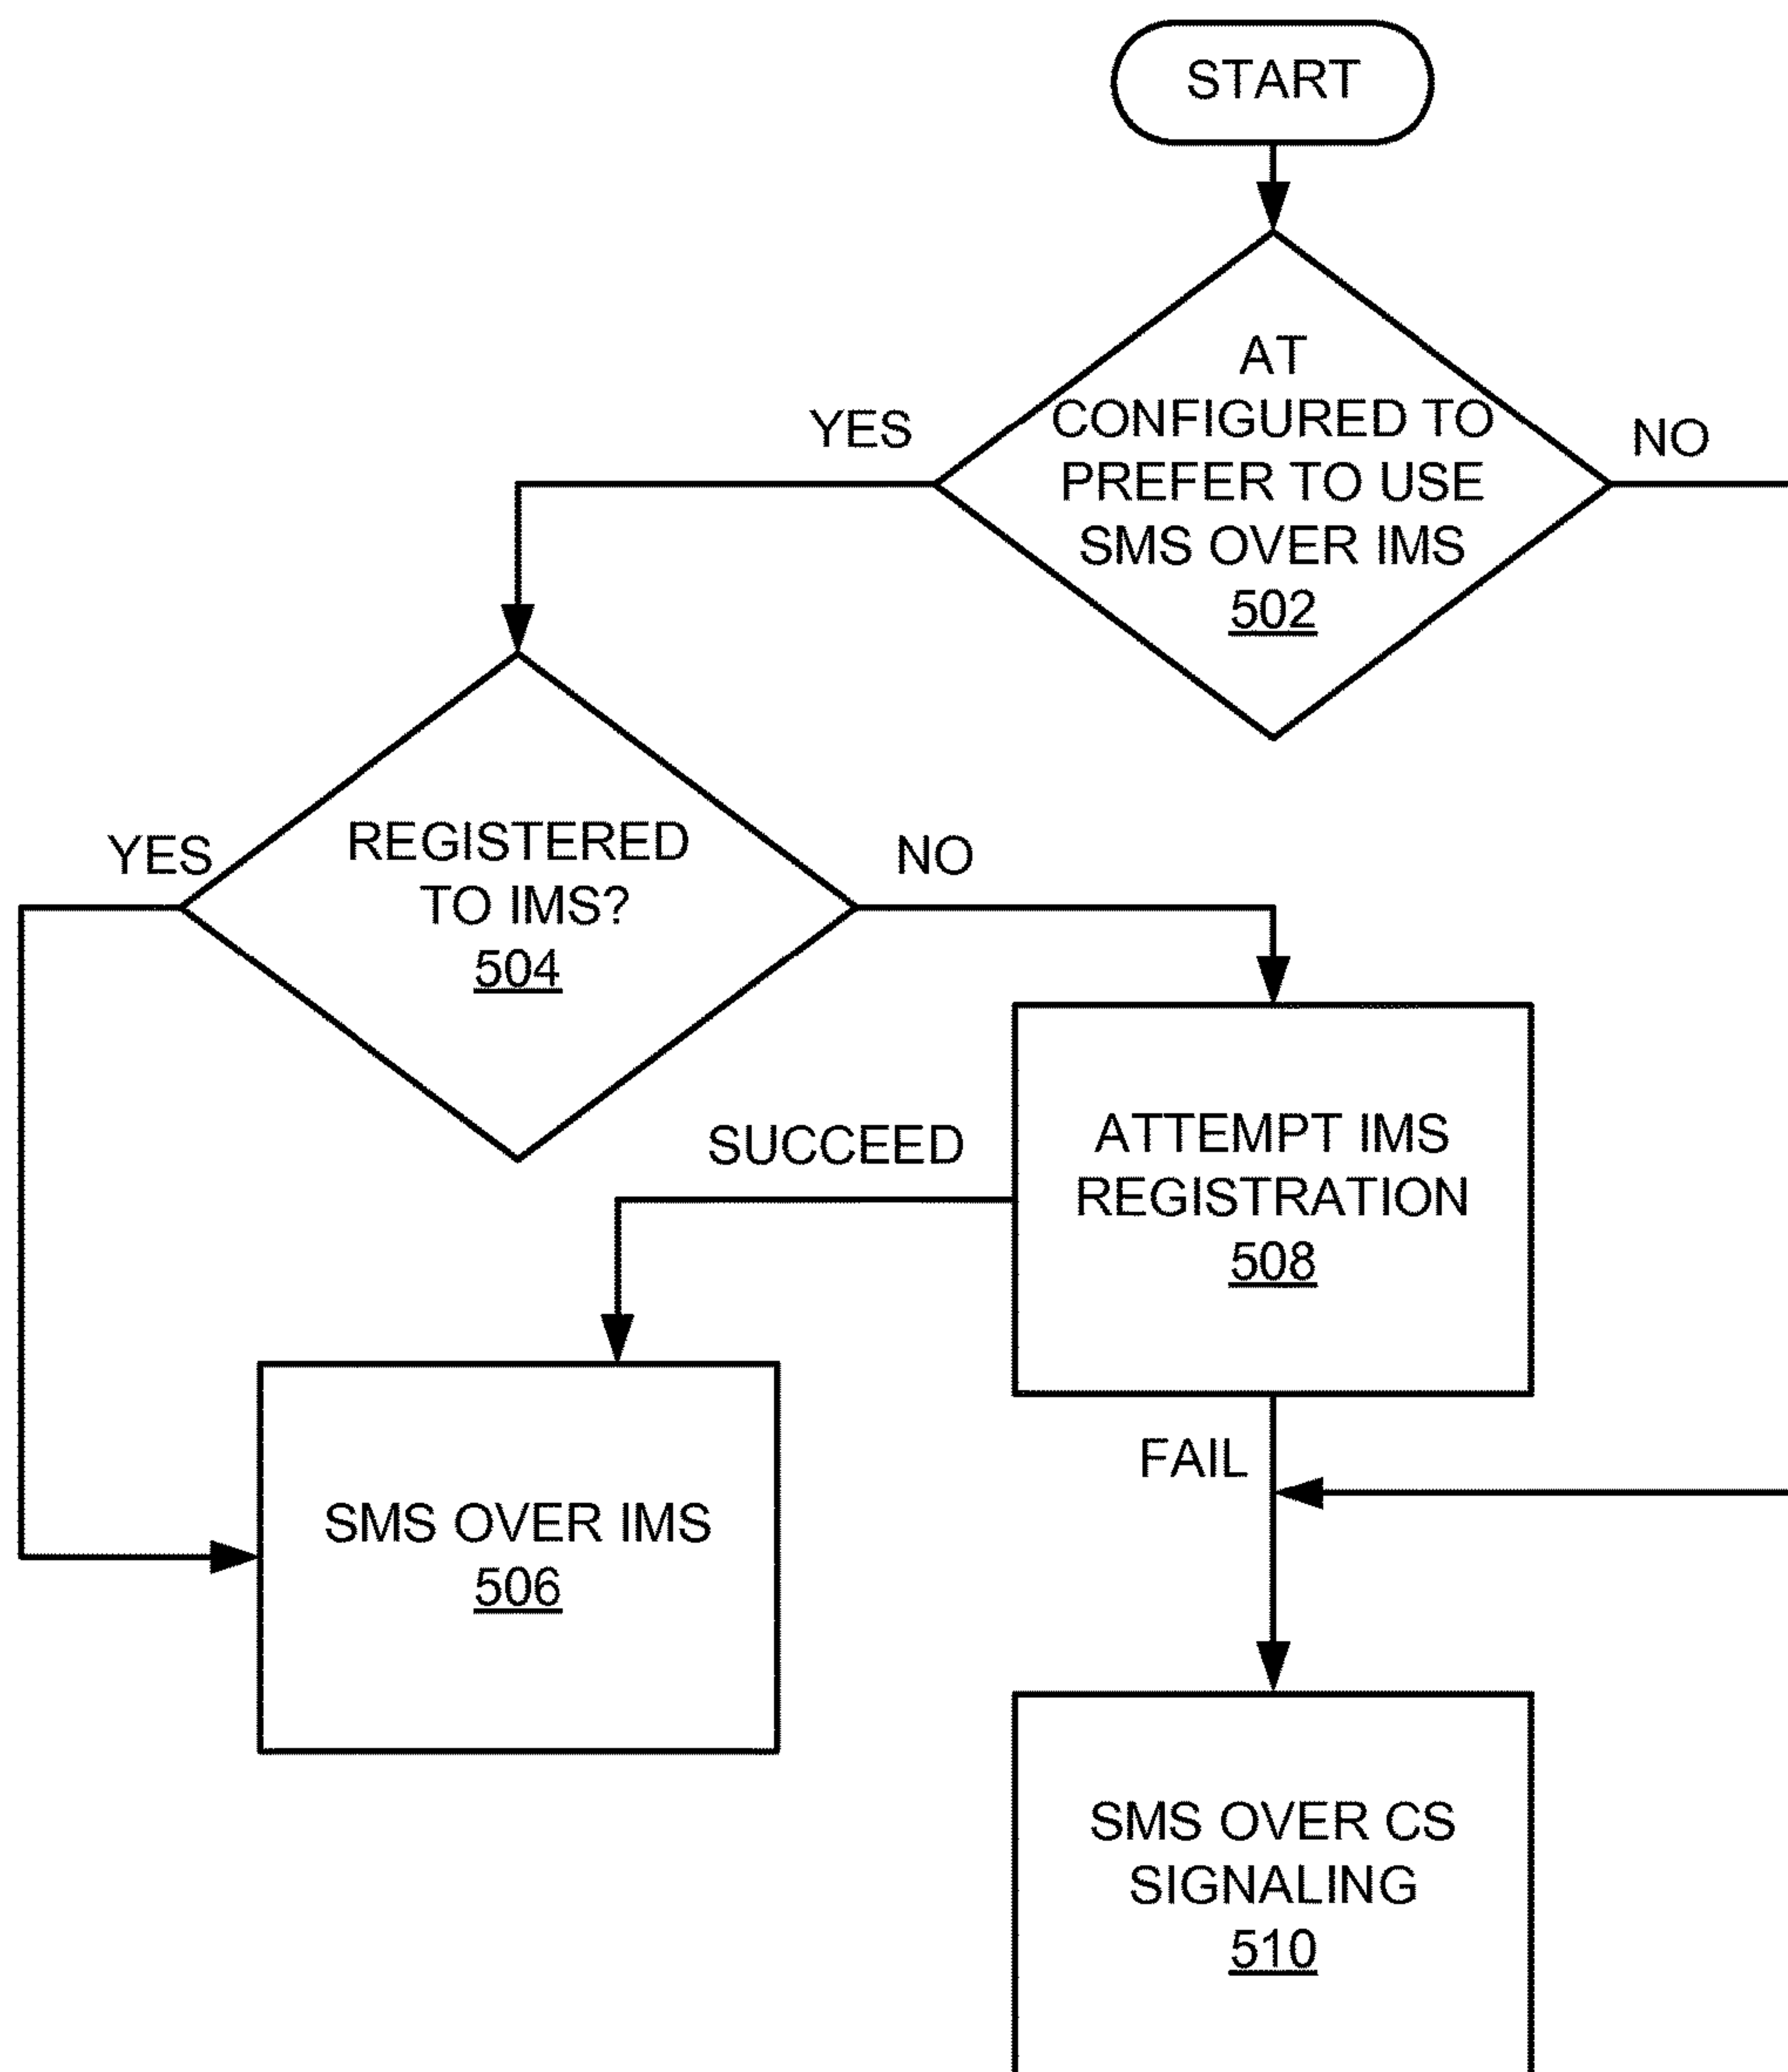 START
AT
CONFIGURED TO
PREFER TO USE
SMS OVER IMS
502
YES
NO
REGISTERED
TO IMS?
504
YES
NO
ATTEMPT IMS
REGISTRATION
508
SUCCEED
FAIL
SMS OVER IMS
506
SMS OVER CS
SIGNALING
510